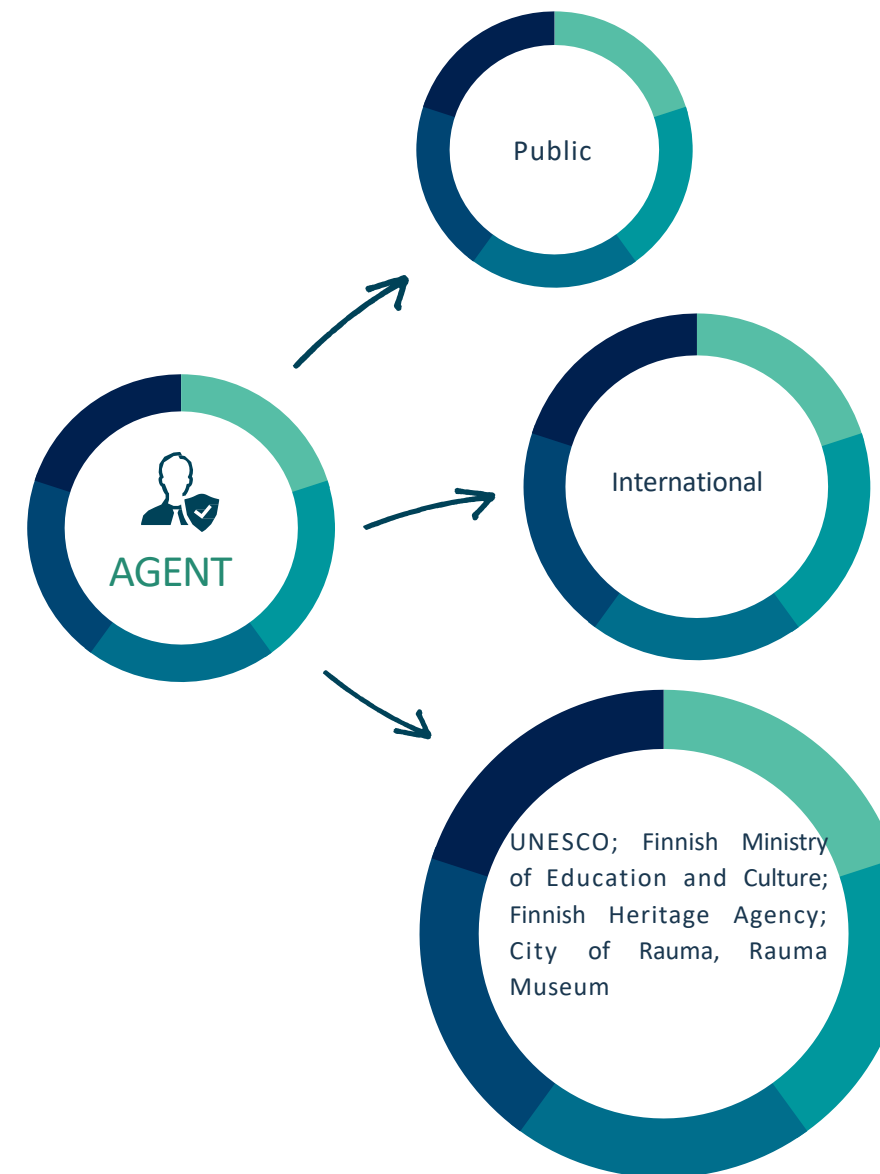 Public
International
AGENT
UNESCO; Finnish Ministry
of Education and Culture;
Finnish Heritage Agency;
City of Rauma, Rauma
Museum